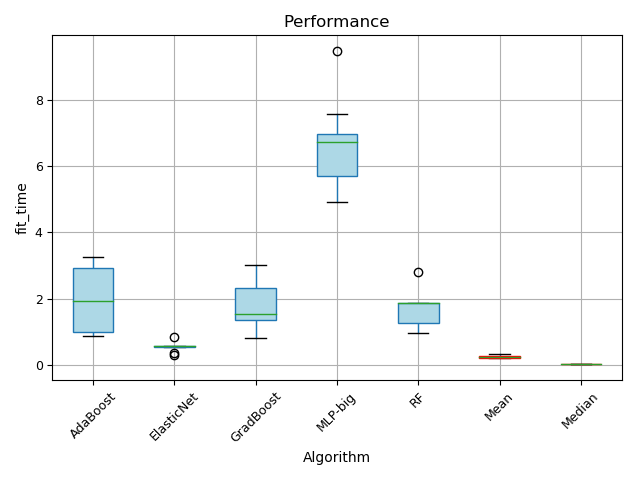 Performance
fit_time
8
6
4
2
0
AdaBoost
ElasticNet
GradBoost
MLP-big
RF
Mean
Median
Algorithm